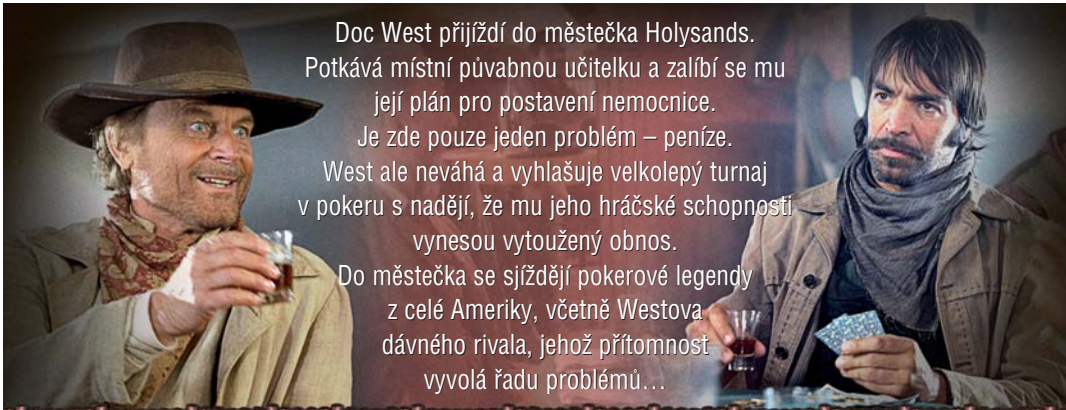 Doc West přijíždí do městečka Holysands.
Potkává místní půvabnou učitelku a zalíbí se mu
její plán pro postavení nemocnice.
Je zde pouze jeden problém – peníze.
West ale neváhá a vyhlašuje velkolepý turnaj
v pokeru s nadějí, že mu jeho hráčské schopnosti
vynesou vytoužený obnos.
Do městečka se sjíždějí pokerové legendy
z celé Ameriky, včetně Westova
dávného rivala, jehož přítomnost
vyvolá řadu problémů…